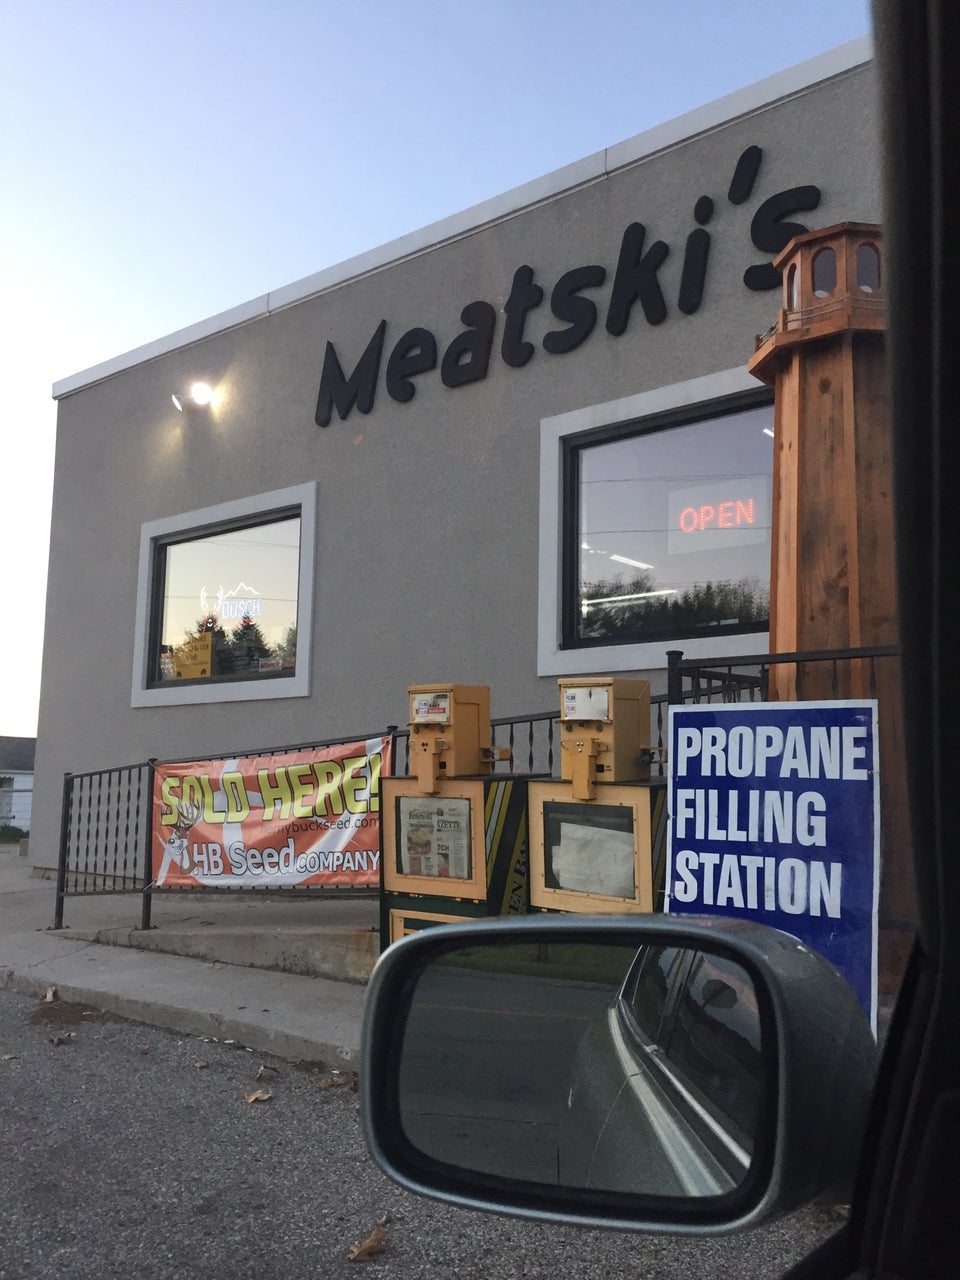 Meatski's
OPEN
BUSCH
SOLD HERE!
HB Seed COMPANY
PROPANE
FILLING
STATION